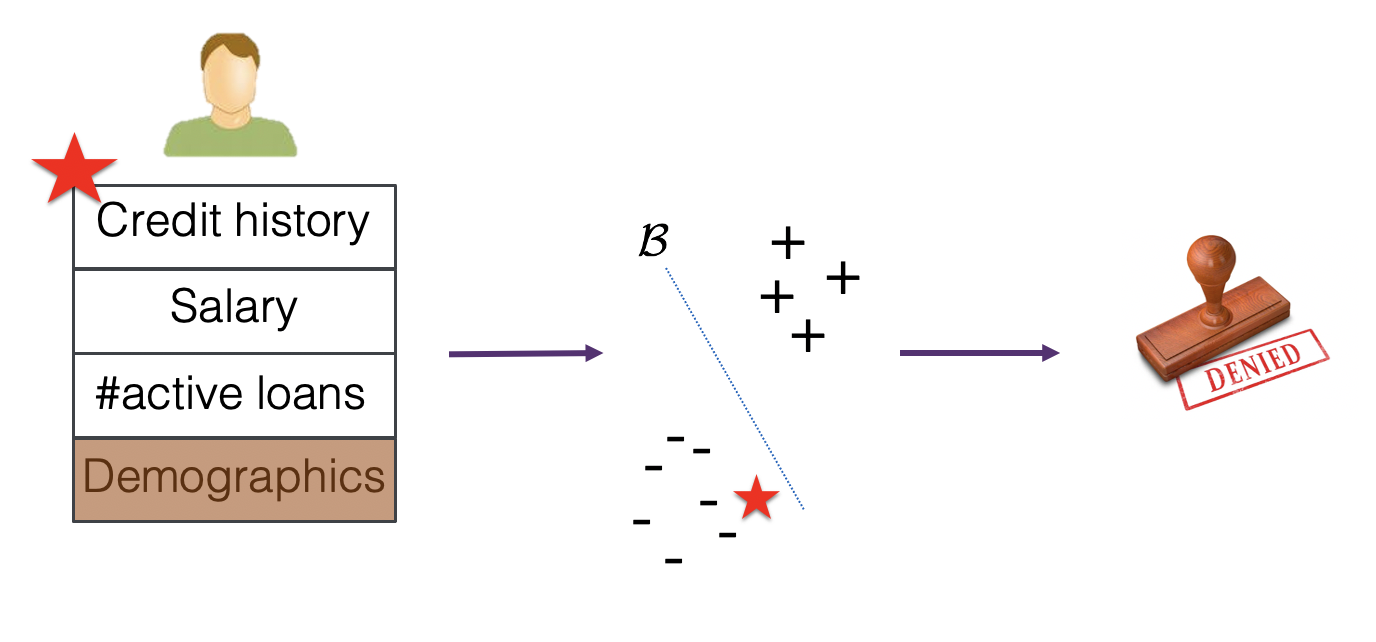 Credit history
Salary
#active loans
Demographics
ℬ
+
+
+
+
-
-
-
-
-
-
-
DENIED